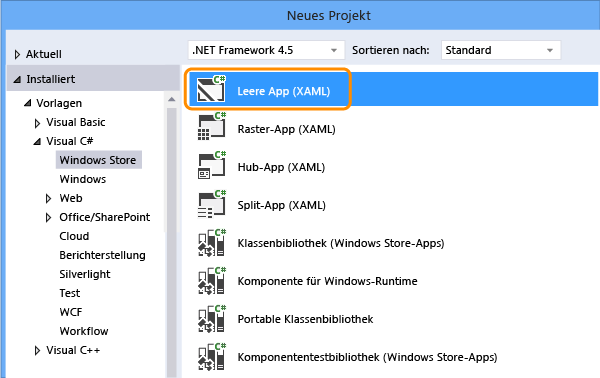 Neues Projekt
Aktuell
.NET Framework 4.5 Sortieren nach: Standard
Installiert
Vorlagen
Visual Basic
Visual C#
Windows Store
Windows
Web
Office/SharePoint
Cloud
Berichterstellung
Silverlight
Test
WCF
Workflow
Visual C++
C# Leere App (XAML)
C# Raster-App (XAML)
C# Hub-App (XAML)
C# Split-App (XAML)
C# Klassenbibliothek (Windows Store-Apps)
C# Komponente für Windows-Runtime
C# Portable Klassenbibliothek
C# Komponententestbibliothek (Windows Store-Apps)